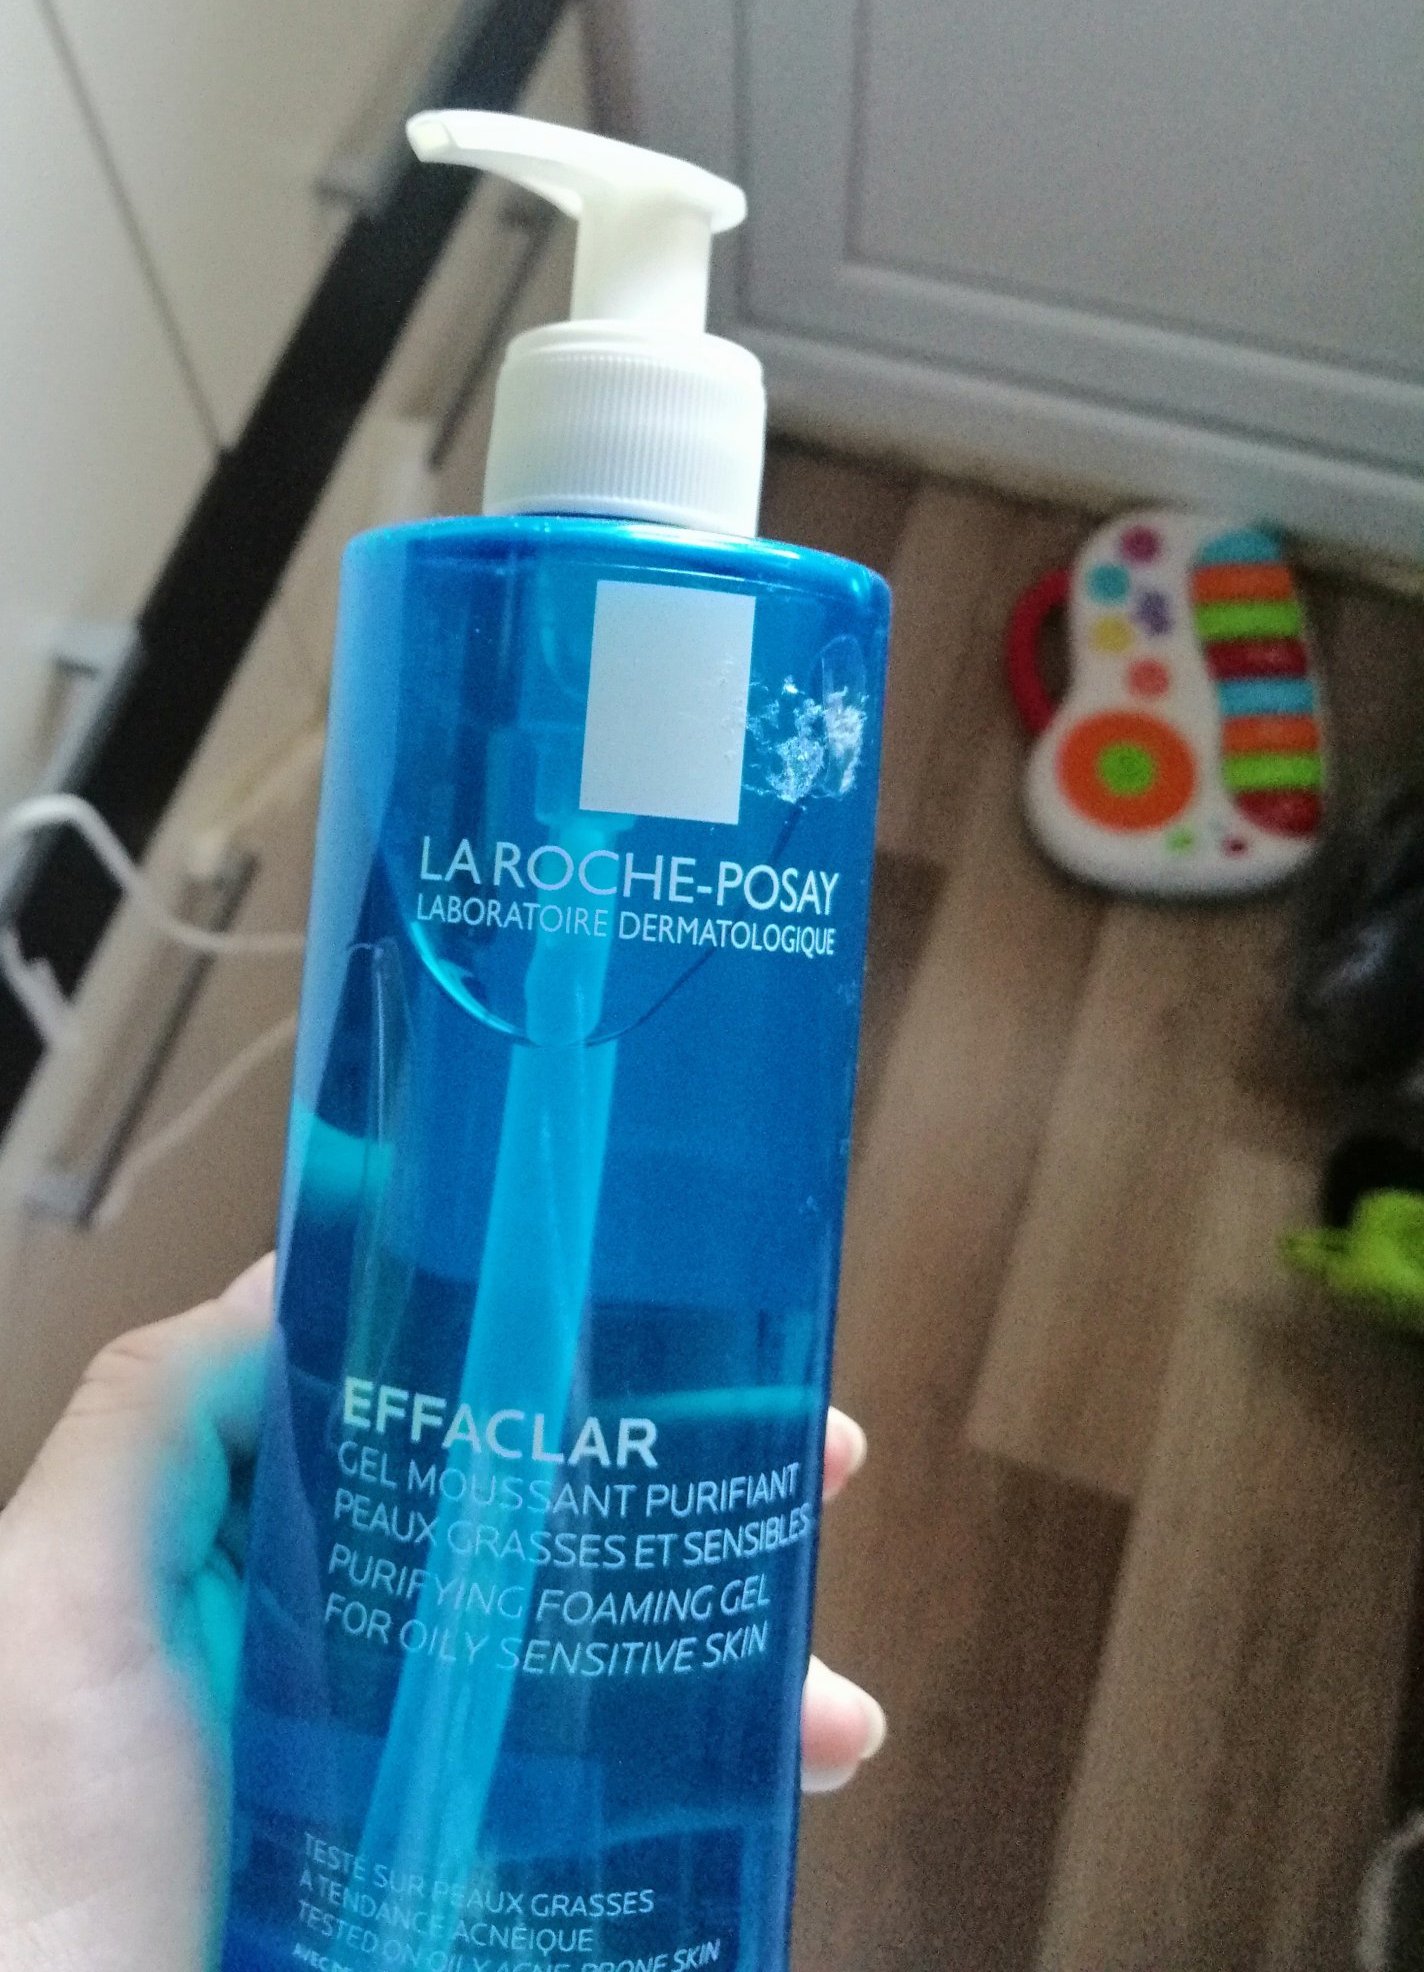 LA ROCHE-POSAY
LABORATOIRE DERMATOLOGIQUE
EFFACLAR
GEL MOUSSANT PURIFIANT
PEAUX GRASSES ET SENSIBLES
PURIFYING FOAMING GEL
FOR OILY SENSITIVE SKIN
TESTÉ SUR PEAUX GRASSES
À TENDANCE ACNÉIQUE
TESTED ON OILY ACNE-PRONE SKIN
AVEC